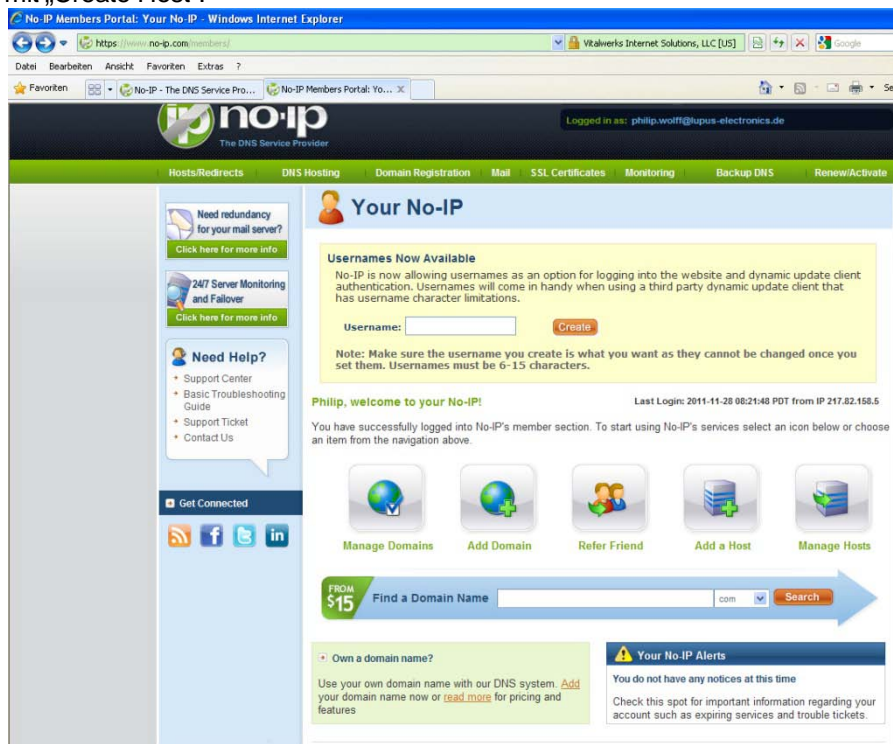 mit „Create Host“.
No-IP Members Portal: Your No-IP - Windows Internet Explorer
https://www.no-ip.com/members/
Vitalwerks Internet Solutions, LLC [US]
Google
Datei Bearbeiten Ansicht Favoriten Extras ?
Favoriten
No-IP - The DNS Service Pro...
No-IP Members Portal: Yo... X
no-ip
The DNS Service Provider
Logged in as: philip.wolff@lupus-electronics.de
Hosts/Redirects DNS Hosting Domain Registration Mail SSL Certificates Monitoring Backup DNS Renew/Activate
Need redundancy
for your mail server?
Click here for more info
24/7 Server Monitoring
and Failover
Click here for more info
Need Help?
Support Center
Basic Troubleshooting
Guide
Support Ticket
Contact Us
Get Connected
Your No-IP
Usernames Now Available
No-IP is now allowing usernames as an option for logging into the website and dynamic update client
authentication. Usernames will come in handy when using a third party dynamic update client that
has username character limitations.
Username:
Create
Note: Make sure the username you create is what you want as they cannot be changed once you
set them. Usernames must be 6-15 characters.
Philip, welcome to your No-IP!
Last Login: 2011-11-28 08:21:48 PDT from IP 217.82.158.5
You have successfully logged into No-IP's member section. To start using No-IP's services select an icon below or choose
an item from the navigation above.
Manage Domains Add Domain Refer Friend Add a Host Manage Hosts
FROM
$15
Find a Domain Name
com
Search
Own a domain name?
Use your own domain name with our DNS system. Add
your domain name now or read more for pricing and
features
Your No-IP Alerts
You do not have any notices at this time
Check this spot for important information regarding your
account such as expiring services and trouble tickets.